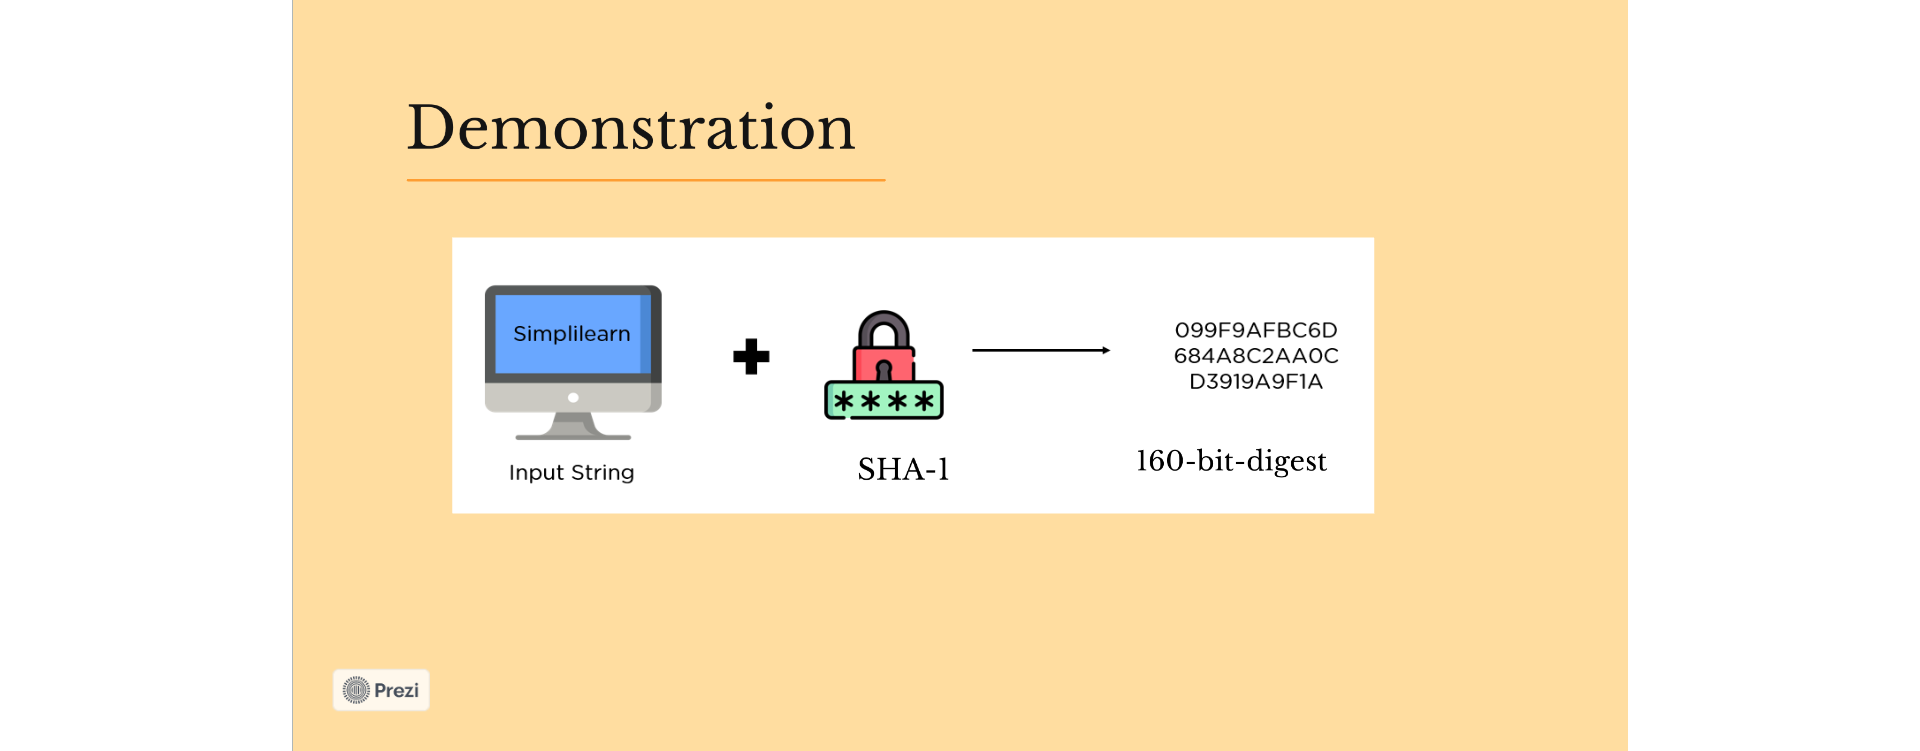 Demonstration
Simplilearn
Input String
****
SHA-1
099F9AFBC6D
684A8C2AA0C
D3919A9F1A
160-bit-digest
Prezi